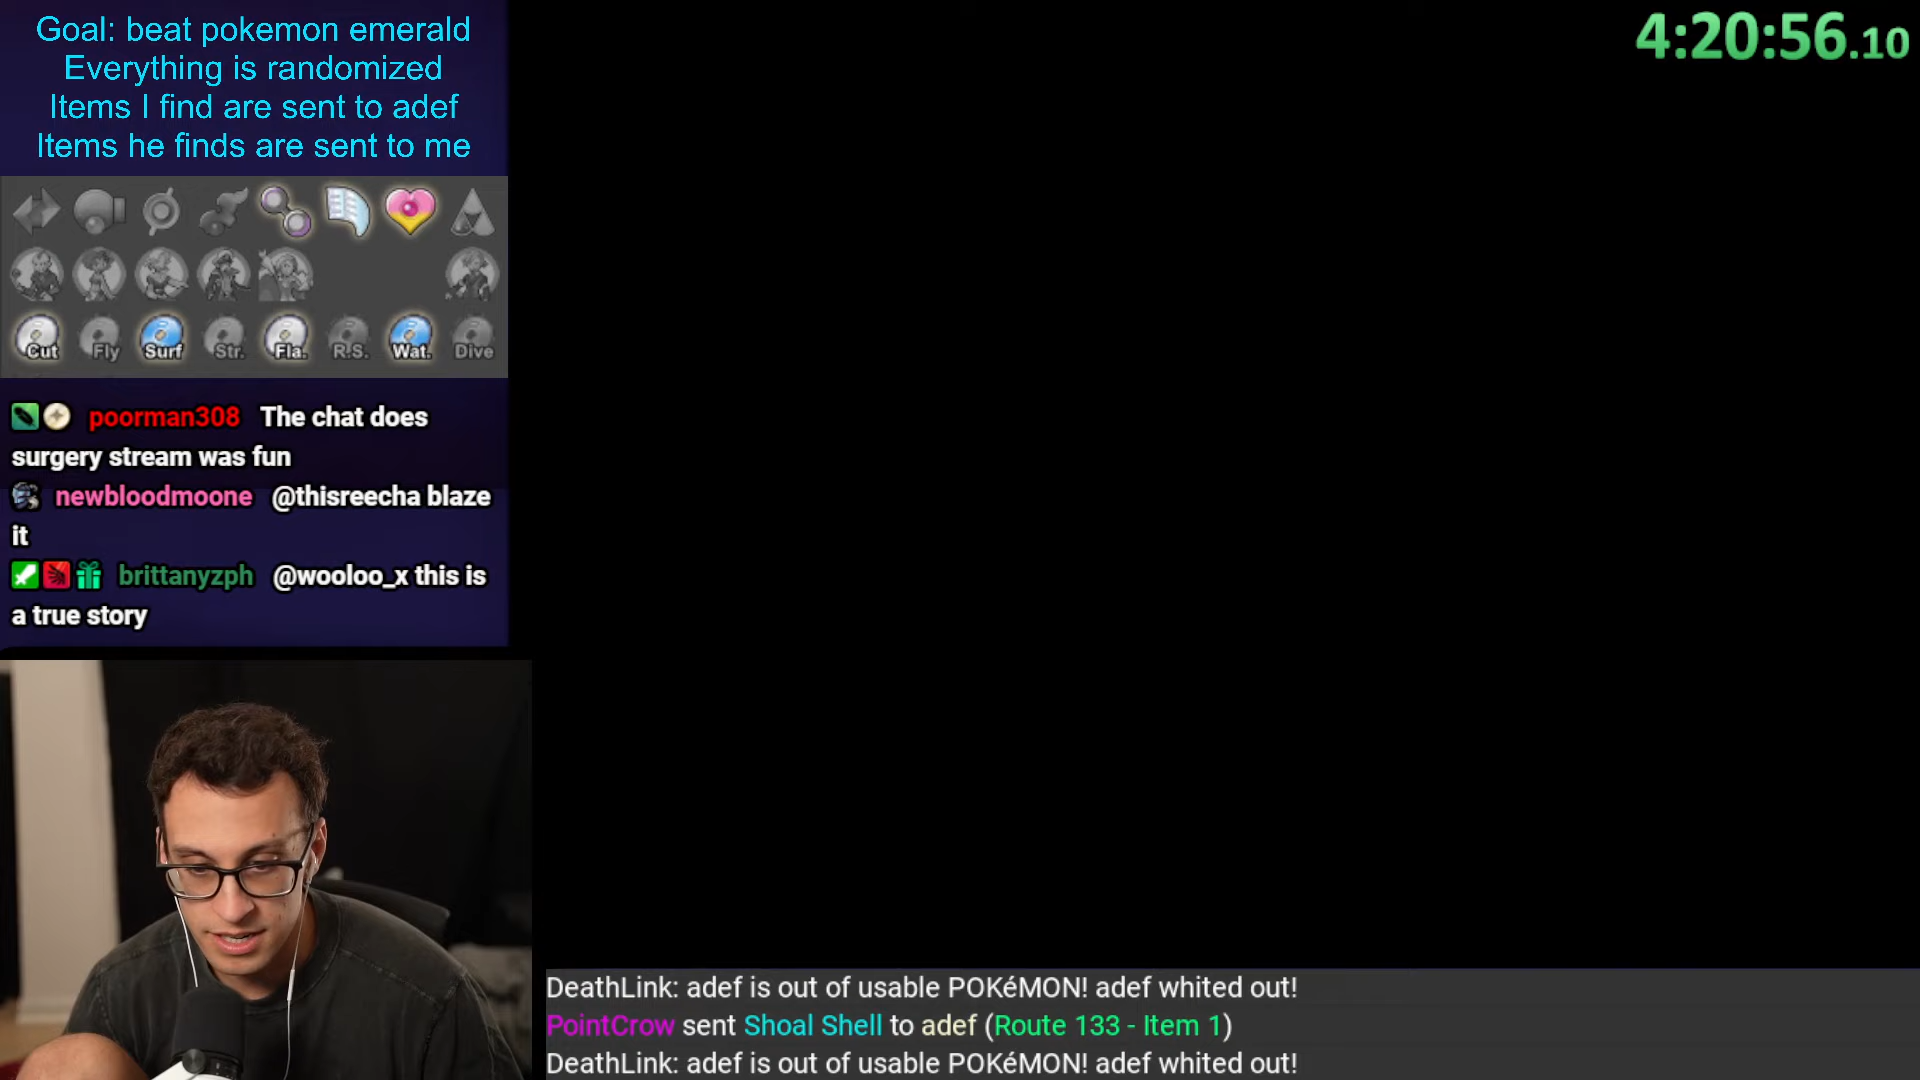 Goal: beat pokemon emerald
Everything is randomized
Items I find are sent to adef
Items he finds are sent to me
4:20:56.10
Cut Fly Surf Str. Fla. R.S. Wat. Dive
poorman308 The chat does
surgery stream was fun
newbloodmoone @thisreecha blaze
it
brittanyzph @wooloo_x this is
a true story
DeathLink: adef is out of usable POKéMON! adef whited out!
PointCrow sent Shoal Shell to adef (Route 133 - Item 1)
DeathLink: adef is out of usable POKéMON! adef whited out!